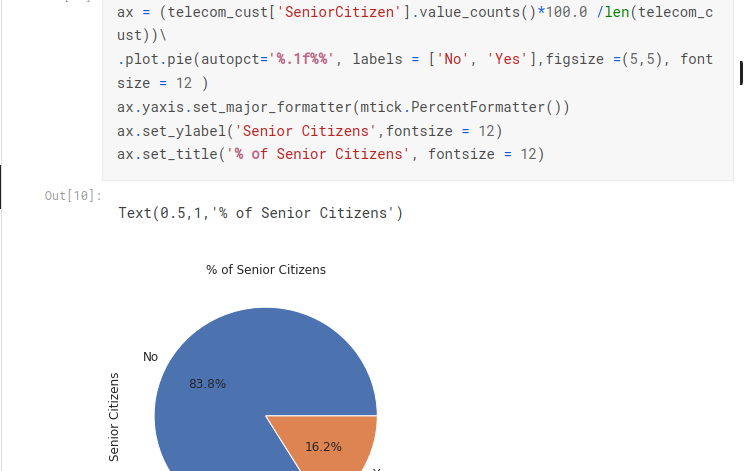 ax = (telecom_cust['SeniorCitizen'].value_counts()*100.0 /len(telecom_c
ust))\
.plot.pie(autopct='%.1f%%', labels = ['No', 'Yes'],figsize =(5,5), font
size = 12 )
ax.yaxis.set_major_formatter(mtick.PercentFormatter())
ax.set_ylabel('Senior Citizens',fontsize = 12)
ax.set_title('% of Senior Citizens', fontsize = 12)
Out[10]:
Text(0.5,1,'% of Senior Citizens')
% of Senior Citizens
No
83.8%
Senior Citizens
16.2%